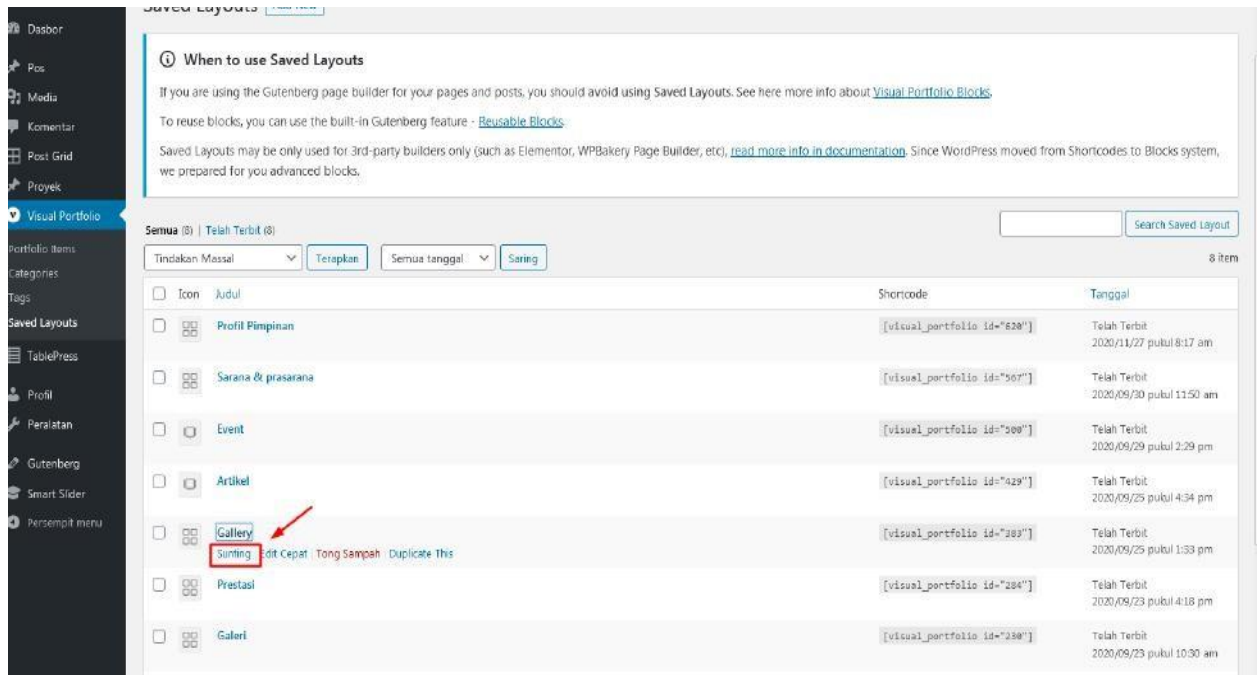 Saved Layouts
Dasbor
Pos
Media
Komentar
Post Grid
Proyek
Visual Portfolio
Portfolio Items
Categories
Tags
Saved Layouts
TablePress
Profil
Peralatan
Gutenberg
Smart Slider
Persempit menu
When to use Saved Layouts
If you are using the Gutenberg page builder for your pages and posts, you should avoid using Saved Layouts. See here more info about Visual Portfolio Blocks.
To reuse blocks, you can use the built-in Gutenberg feature - Reusable Blocks
Saved Layouts may be only used for 3rd-party builders only (such as Elementor, WPBakery Page Builder, etc), read more info in documentation. Since WordPress moved from Shortcodes to Blocks system,
we prepared for you advanced blocks.
Semua (8) | Telah Terbit (8)
Search Saved Layout
Tindakan Massal Terapkan Semua tanggal Saring 8 item
Icon Judul Shortcode Tanggal
Profil Pimpinan [visual_portfolio id="620"] Telah Terbit
2020/11/27 pukul 8:17 am
Sarana & prasarana [visual_portfolio id="567"] Telah Terbit
2020/09/30 pukul 11:50 am
Event [visual_portfolio id="500"] Telah Terbit
2020/09/29 pukul 2:29 pm
Artikel [visual_portfolio id="429"] Telah Terbit
2020/09/25 pukul 4:34 pm
Gallery [visual_portfolio id="383"] Telah Terbit
Sunting Edit Cepat | Tong Sampah | Duplicate This 2020/09/25 pukul 1:33 pm
Prestasi [visual_portfolio id="284"] Telah Terbit
2020/09/23 pukul 4:18 pm
Galeri [visual_portfolio id="230"] Telah Terbit
2020/09/23 pukul 10:30 am